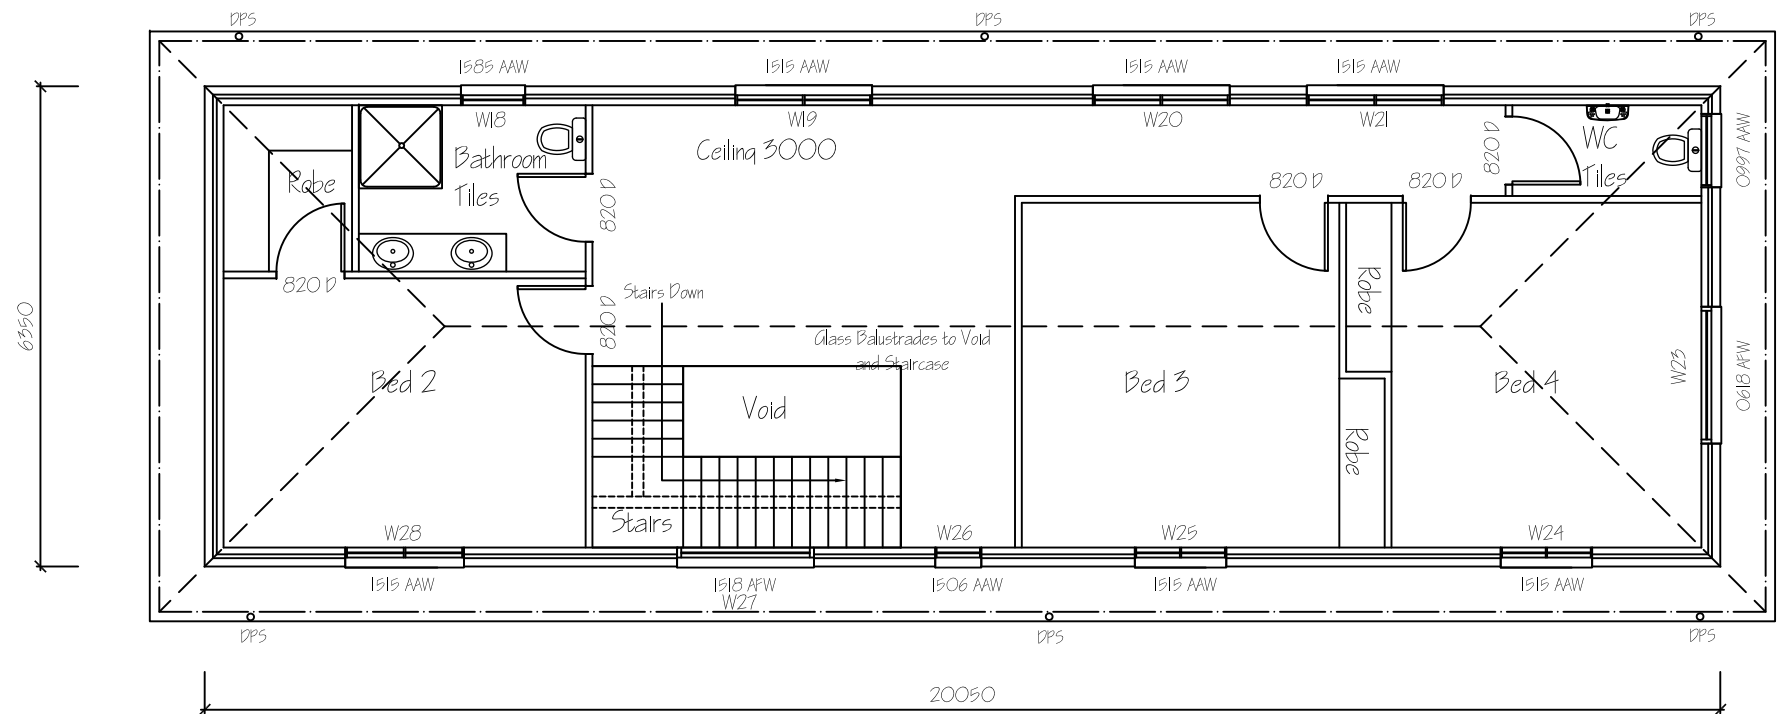 DPS
DPS
DPS
1585 AAW
1515 AAW
1515 AAW
1515 AAW
W18
W19
W20
W21
0997 AAW
820 D
WC
Tiles
Ceiling 3000
Bathroom
Tiles
Robe
820 D
820 D
820 D
820 D
Stairs Down
820 D
Robe
6350
Glass Balustrades to Void
and Staircase
W23
0618 AFW
Bed 2
Void
Bed 3
Robe
Bed 4
Stairs
W28
W26
W25
W24
1515 AAW
1518 AFW
W27
1506 AAW
1515 AAW
1515 AAW
DPS
DPS
DPS
20050